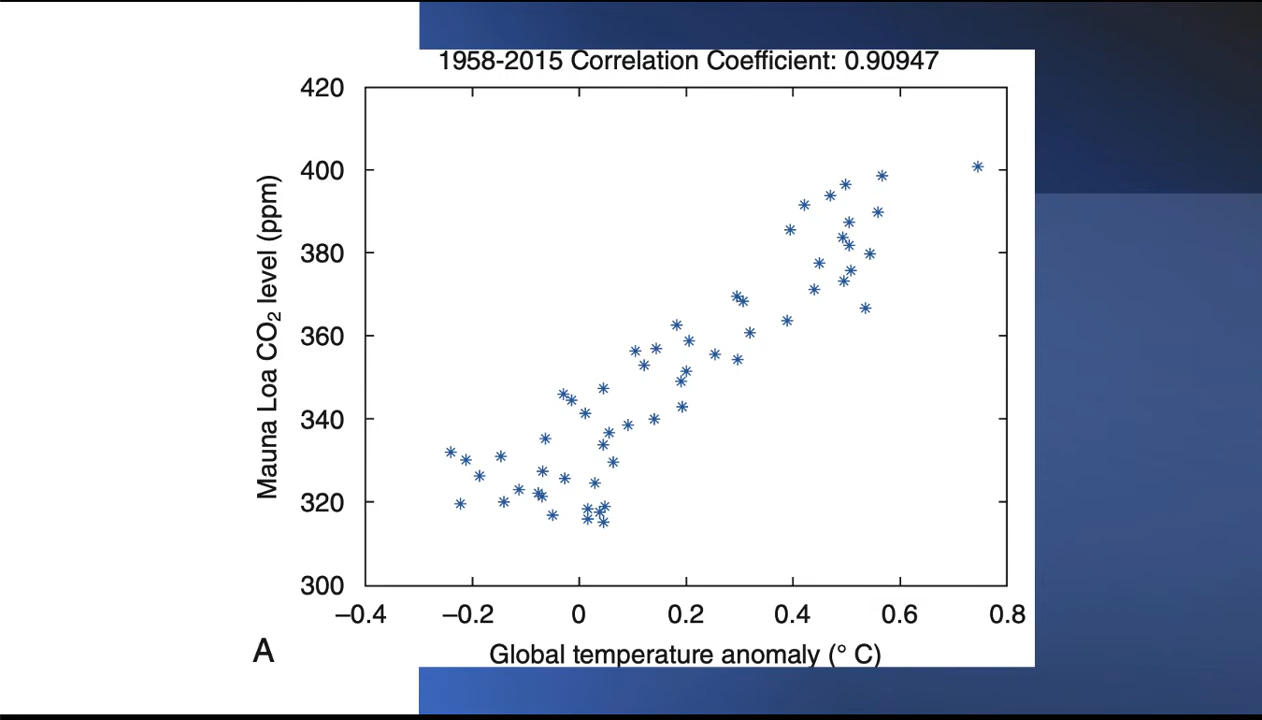 1958-2015 Correlation Coefficient: 0.90947
420
400
380
360
340
320
300
Mauna Loa CO₂ level (ppm)
−0.4 −0.2 0 0.2 0.4 0.6 0.8
A
Global temperature anomaly (° C)